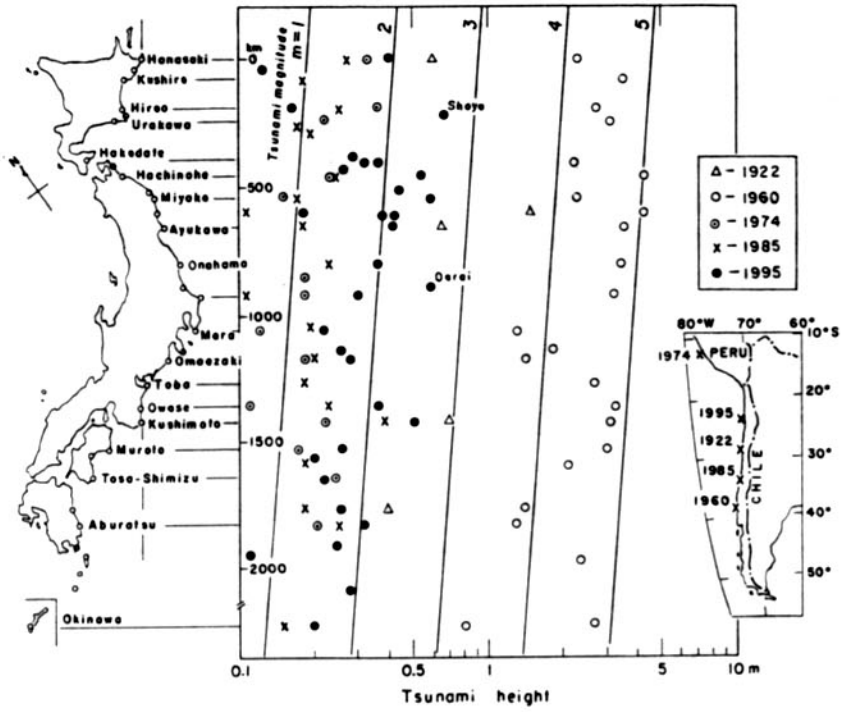 km
0
500
1000
1500
2000
Hanasaki
Kushiro
Hiroo
Urakawa
Hakodate
Hachinohe
Miyako
Ayukawa
Onahama
Mera
Omaezaki
Toba
Owase
Kushimoto
Muroto
Tosa-Shimizu
Aburatsu
Okinawa
N
Tsunami magnitude
m=1
2
3
4
5
Shoya
Oarai
0.1
0.5
1
5
10 m
Tsunami height
△ - 1922
○ - 1960
⊙ - 1974
x - 1985
● - 1995
80°W 70° 60°
10°S
20°
30°
40°
50°
1974 x PERU
1995
1922
1985
1960
CHILE